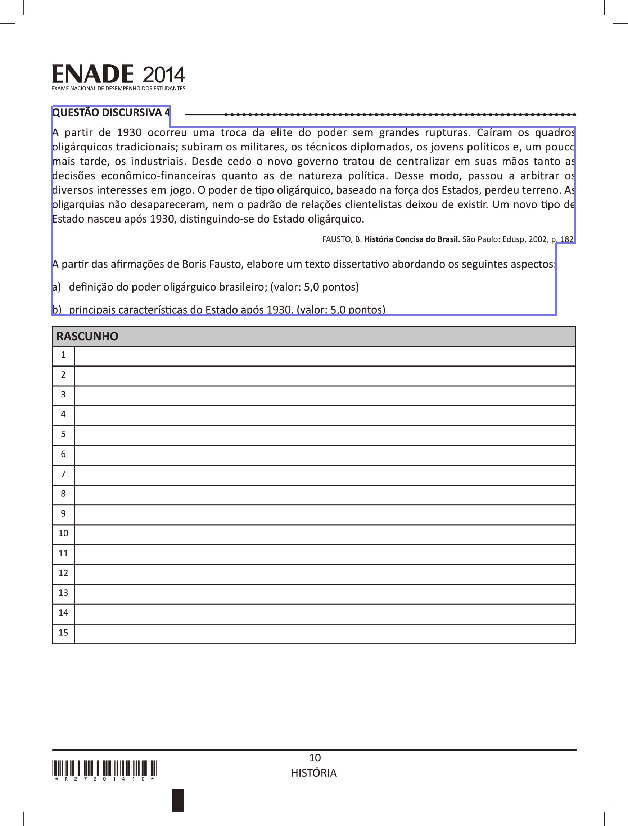 ENADE 2014
EXAME NACIONAL DE DESEMPENHO DOS ESTUDANTES
QUESTÃO DISCURSIVA 4
A partir de 1930 ocorreu uma troca da elite do poder sem grandes rupturas. Caíram os quadros
oligárquicos tradicionais; subiram os militares, os técnicos diplomados, os jovens políticos e, um pouco
mais tarde, os industriais. Desde cedo o novo governo tratou de centralizar em suas mãos tanto as
decisões econômico-financeiras quanto as de natureza política. Desse modo, passou a arbitrar os
diversos interesses em jogo. O poder de tipo oligárquico, baseado na força dos Estados, perdeu terreno. As
oligarquias não desapareceram, nem o padrão de relações clientelistas deixou de existir. Um novo tipo de
Estado nasceu após 1930, distinguindo-se do Estado oligárquico.
FAUSTO, B. História Concisa do Brasil. São Paulo: Edusp, 2002, p. 182.
A partir das afirmações de Boris Fausto, elabore um texto dissertativo abordando os seguintes aspectos:
a) definição do poder oligárguico brasileiro; (valor: 5,0 pontos)
b) principais características do Estado após 1930. (valor: 5,0 pontos)
RASCUNHO
1
2
3
4
5
6
7
8
9
10
11
12
13
14
15
10
HISTÓRIA
*R27201410*